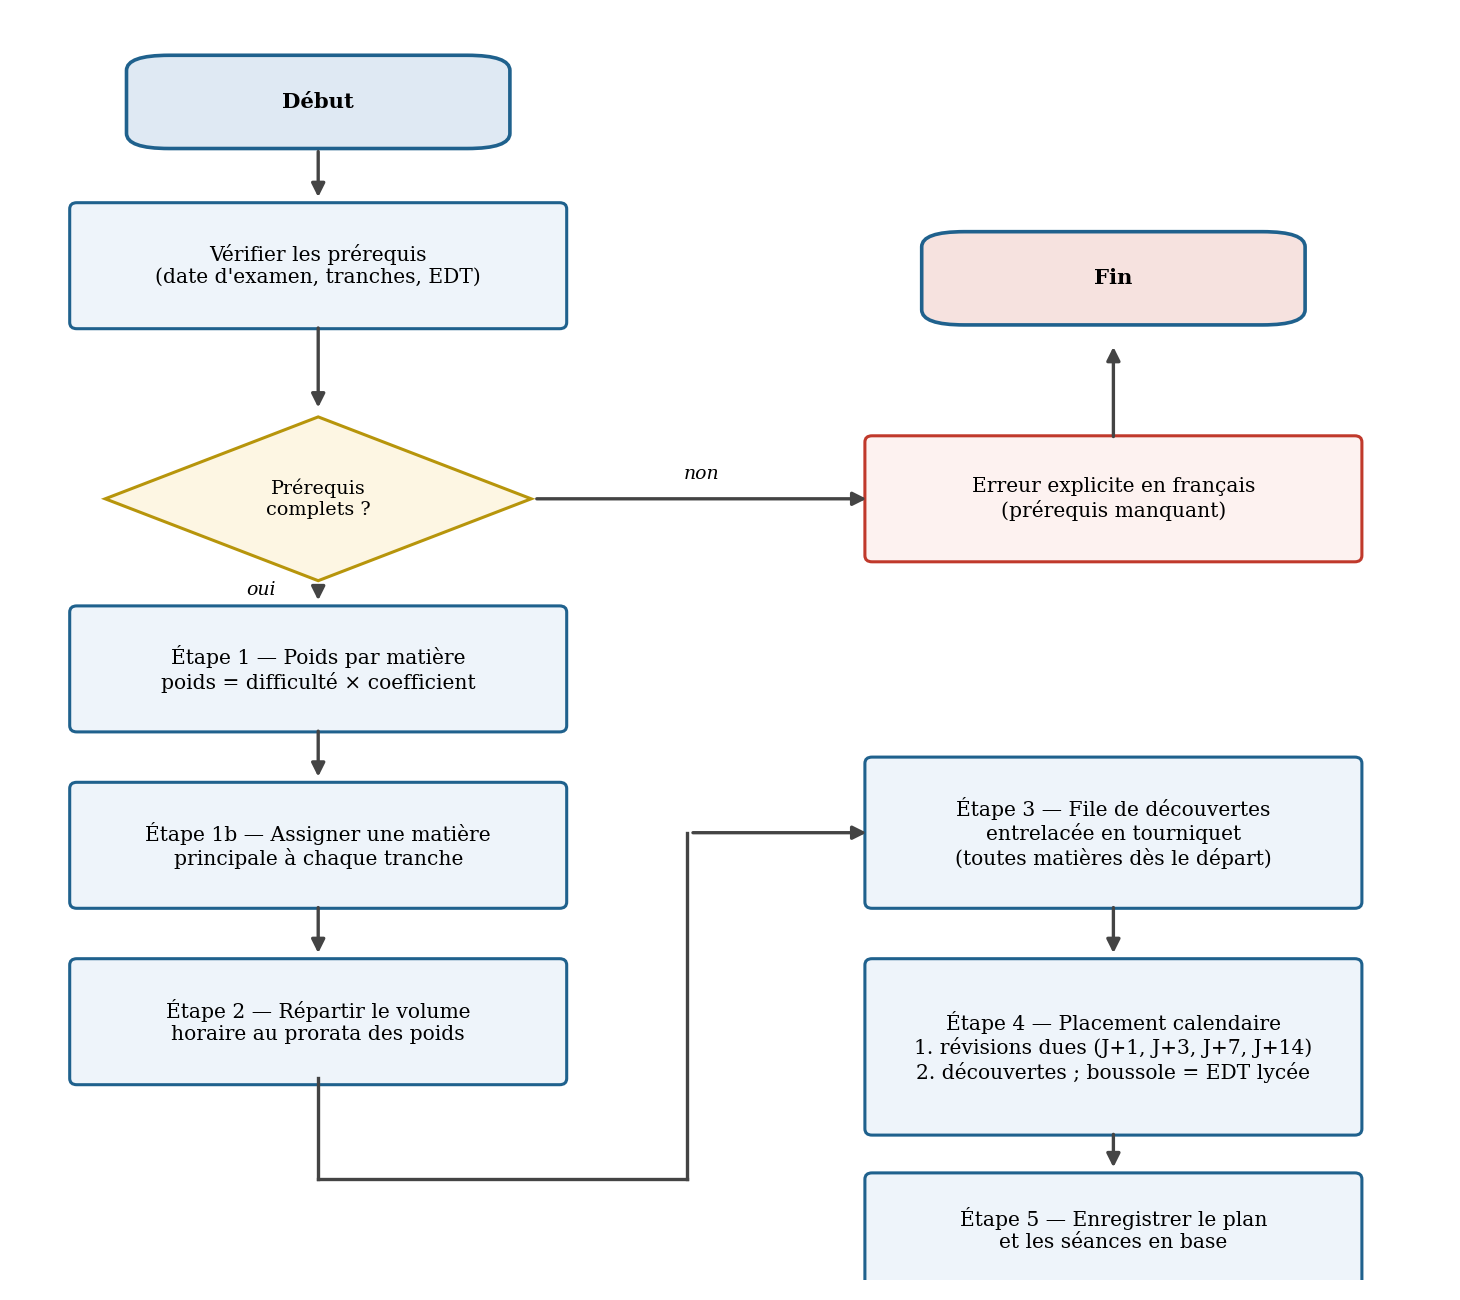 Début
Vérifier les prérequis
(date d'examen, tranches, EDT)
Fin
Prérequis
complets ?
non
Erreur explicite en français
(prérequis manquant)
oui
Étape 1 — Poids par matière
poids = difficulté × coefficient
Étape 1b — Assigner une matière
principale à chaque tranche
Étape 2 — Répartir le volume
horaire au prorata des poids
Étape 3 — File de découvertes
entrelacée en tourniquet
(toutes matières dès le départ)
Étape 4 — Placement calendaire
1. révisions dues (J+1, J+3, J+7, J+14)
2. découvertes ; boussole = EDT lycée
Étape 5 — Enregistrer le plan
et les séances en base